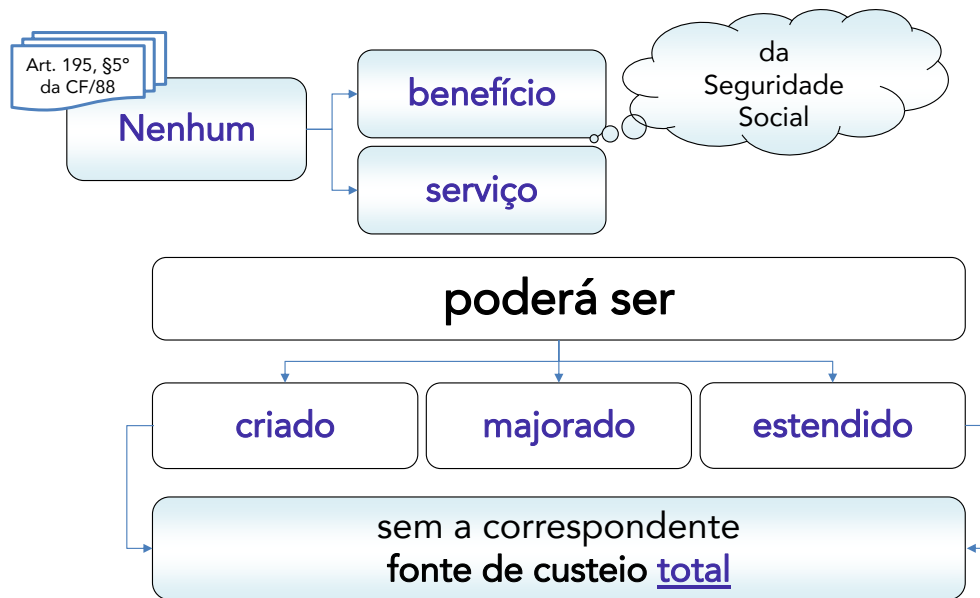 Art. 195, §5º
da CF/88
Nenhum
benefício
serviço
da
Seguridade
Social
poderá ser
criado
majorado
estendido
sem a correspondente
fonte de custeio total